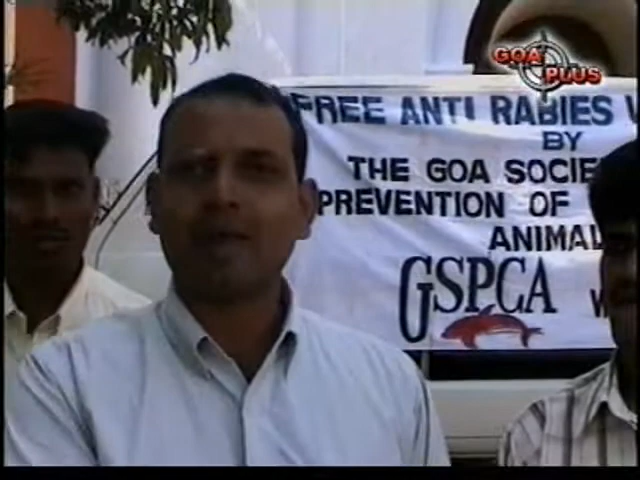 GOA PLUS
FREE ANTI RABIES
BY
THE GOA SOCIE
PREVENTION OF
ANIMAL
GSPCA